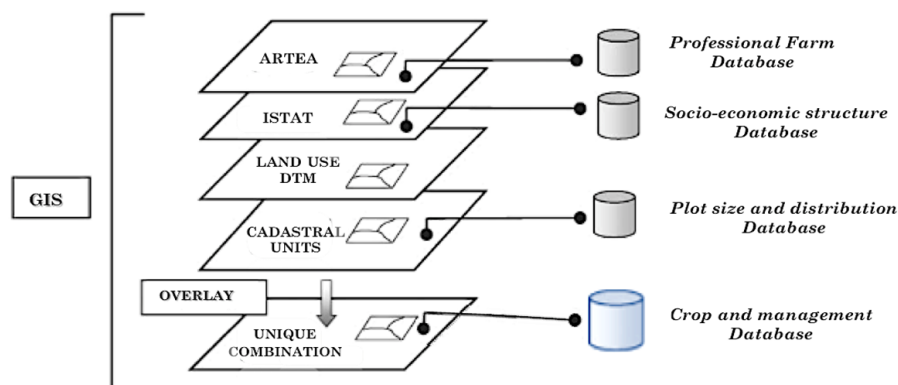 ARTEA
Professional Farm
Database
ISTAT
Socio-economic structure
Database
LAND USE
DTM
GIS
CADASTRAL
UNITS
Plot size and distribution
Database
OVERLAY
UNIQUE
COMBINATION
Crop and management
Database